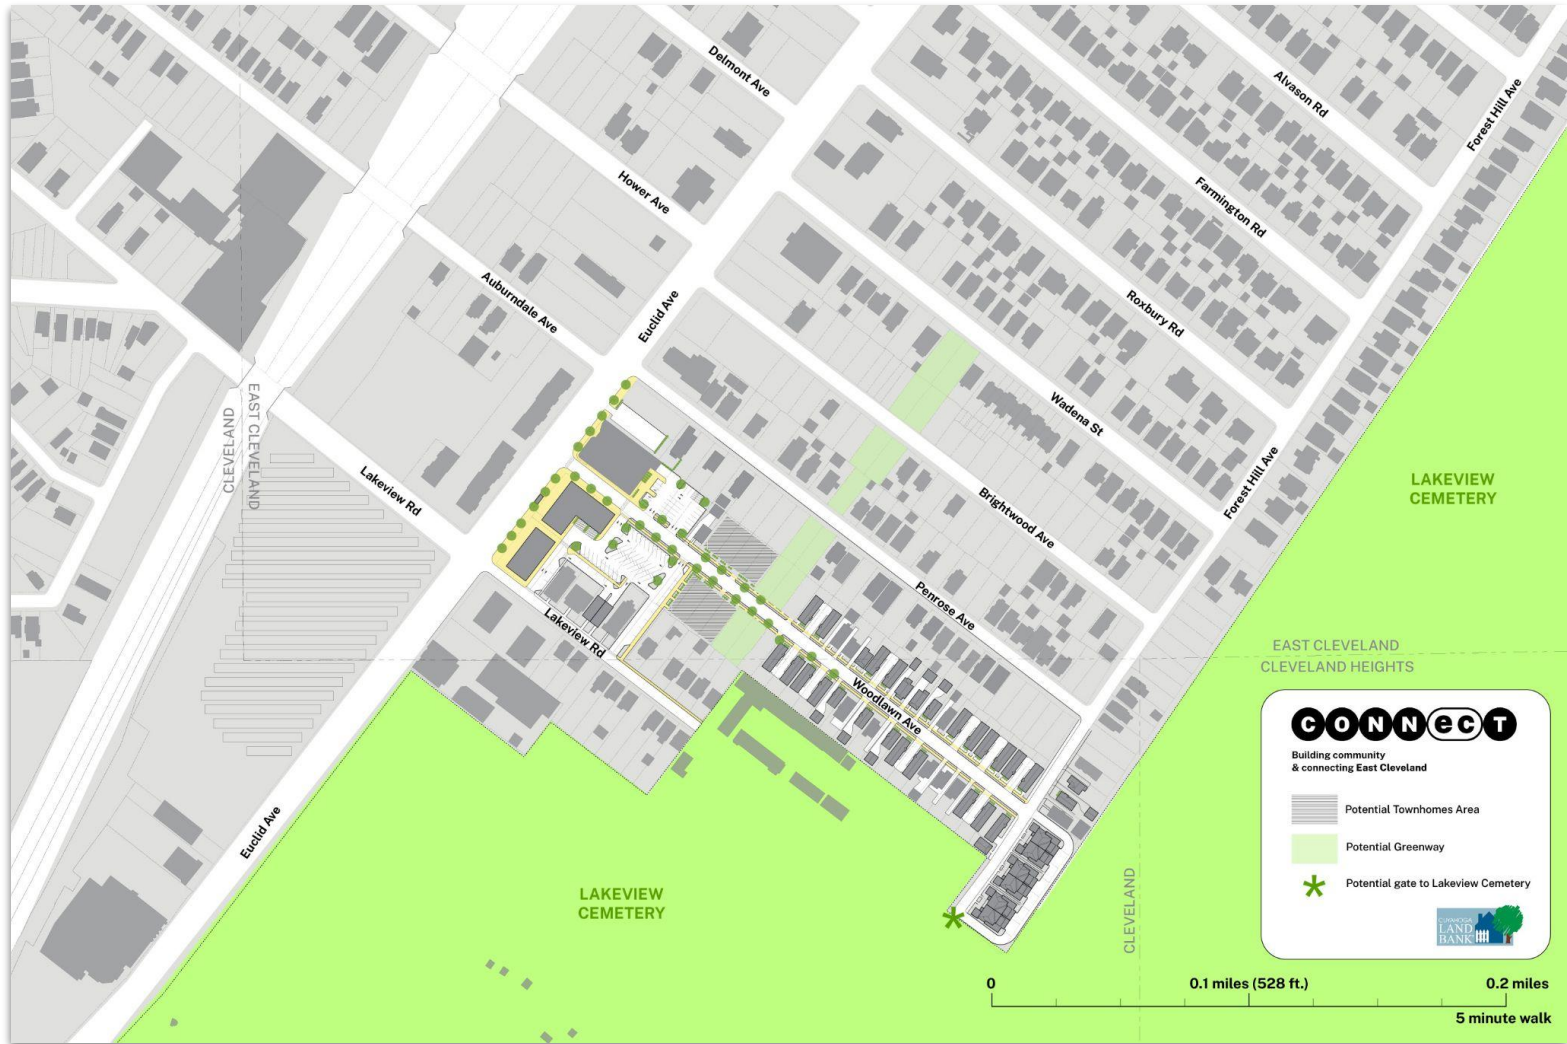 Delmont Ave
Alvason Rd
Forest Hill Ave
Hower Ave
Farmington Rd
Auburndale Ave
Euclid Ave
Roxbury Rd
EAST CLEVELAND
CLEVELAND
Wadena St
Lakeview Rd
Forest Hill Ave
LAKEVIEW
CEMETERY
Brightwood Ave
Penrose Ave
Lakeview Rd
EAST CLEVELAND
CLEVELAND HEIGHTS
Woodlawn Ave
CONNeCT
Building community
& connecting East Cleveland
Potential Townhomes Area
Potential Greenway
Potential gate to Lakeview Cemetery
CUYAHOGA
LAND
BANK
Euclid Ave
LAKEVIEW
CEMETERY
CLEVELAND
0
0.1 miles (528 ft.)
0.2 miles
5 minute walk